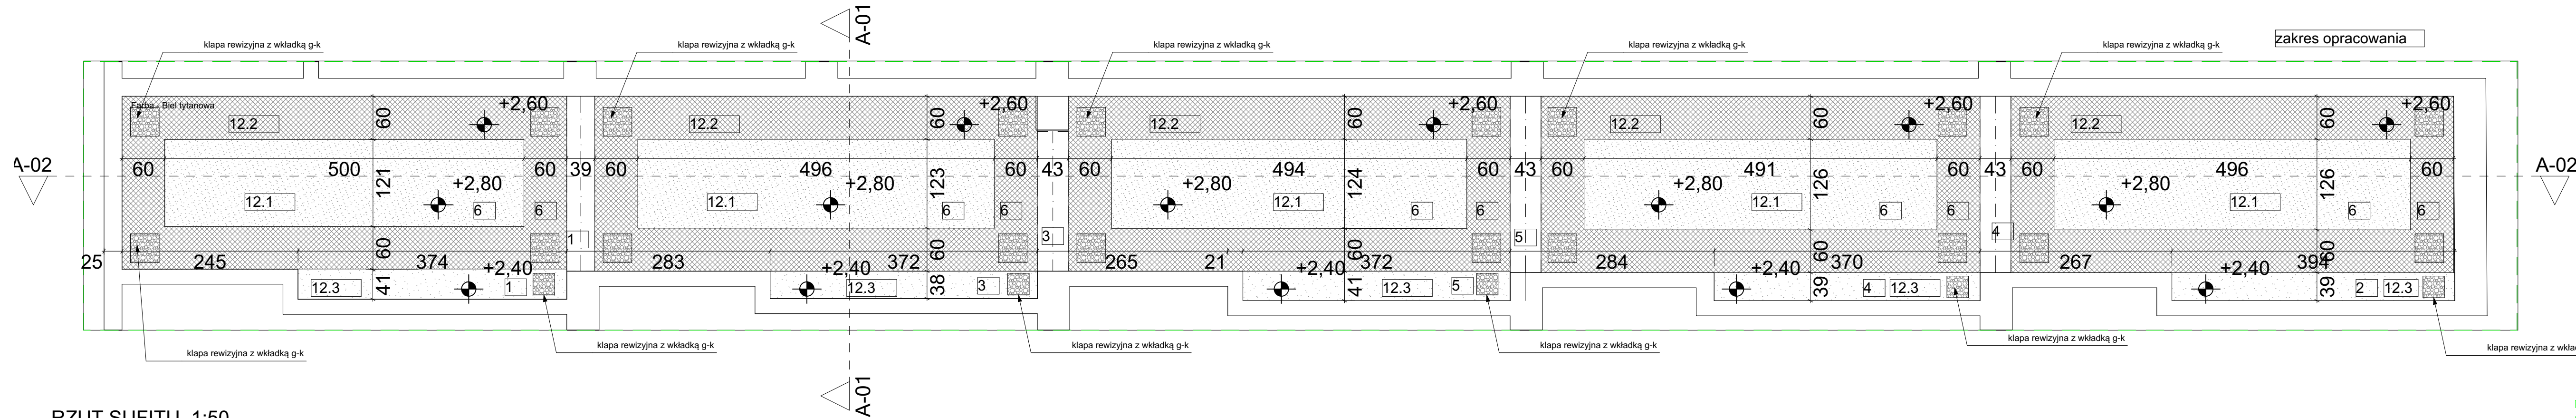 A-01
zakres opracowania
klapa rewizyjna z wkładką g-k
klapa rewizyjna z wkładką g-k
klapa rewizyjna z wkładką g-k
klapa rewizyjna z wkładką g-k
klapa rewizyjna z wkładką g-k
Farba - Biel tytanowa
+2,60 +2,60 +2,60 +2,60 +2,60
60 60 60 60 60
12.2 12.2 12.2 12.2 12.2
A-02 A-02
60 500 60 39 60 496 60 43 60 494 60 43 60 491 60 43 60 496 60
121 123 124 126 126
+2,80 +2,80 +2,80 +2,80 +2,80
12.1 12.1 12.1 12.1 12.1
6 6 6 6 6 6 6 6 6 6
1 3 5 4
60 60 60 60 60
25 245 374 283 372 265 21 372 284 370 267 394
+2,40 +2,40 +2,40 +2,40 +2,40
41 38 41 39 39
12.3 1 12.3 3 12.3 5 4 12.3 2 12.3
klapa rewizyjna z wkładką g-k
klapa rewizyjna z wkładką g-k
klapa rewizyjna z wkładką g-k
klapa rewizyjna z wkładką g-k
klapa rewizyjna z wkładką g-k
klapa rewizyjna z
A-01
RZUT SUFITU 1:50